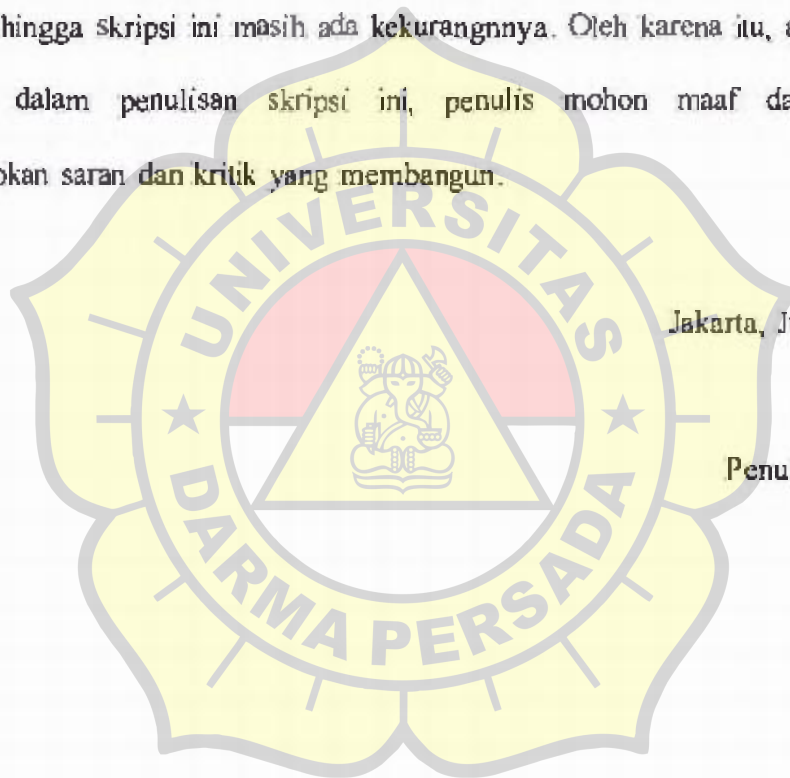 hingga skripsi ini masih ada kekurangnnya. Oleh karena itu, a
dalam penulisan skripsi ini, penulis mohon maaf da
okan saran dan kritik yang membangun.
UNIVERSITAS
Jakarta, J
Penu
DARMA PERSADA